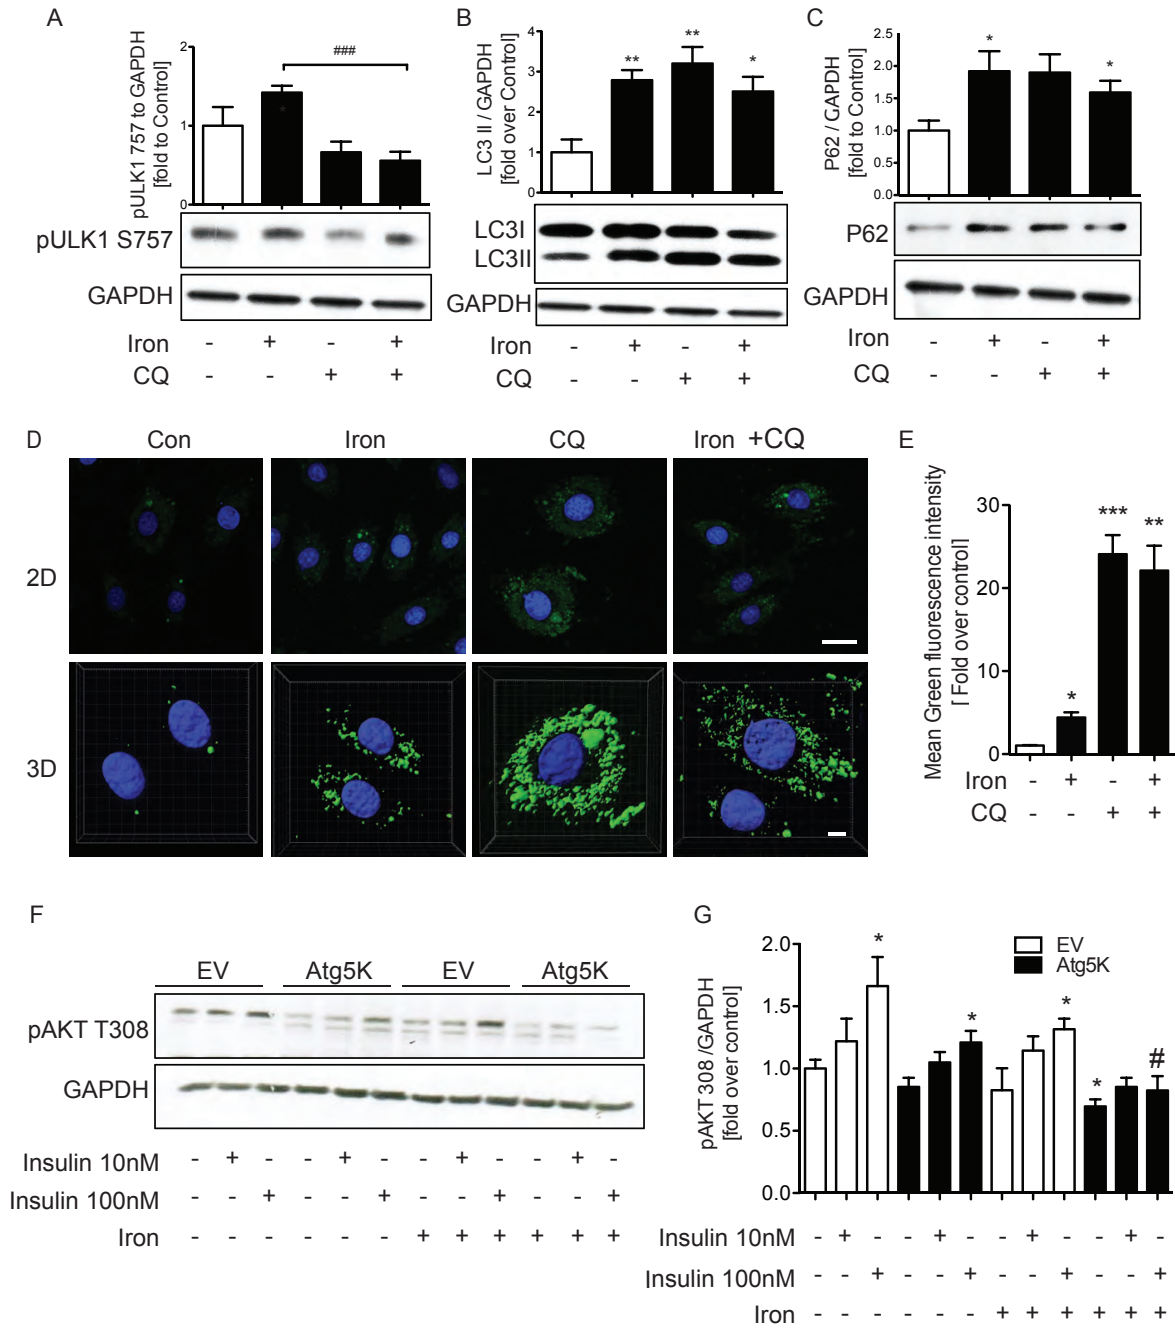 A
pULK1 757 to GAPDH
[fold to Control]
2
1
0
*
###
pULK1 S757
GAPDH
Iron - + - +
CQ - - + +
B
LC3 II / GAPDH
[fold over Control]
4
3
2
1
0
** ** *
LC3I
LC3II
GAPDH
Iron - + - +
CQ - - + +
C
P62 / GAPDH
[fold to Control]
2.5
2.0
1.5
1.0
0.5
0.0
* *
P62
GAPDH
Iron - + - +
CQ - - + +
D
Con Iron CQ Iron +CQ
2D
3D
E
Mean Green fluorescence intensity
[ Fold over control]
30
20
10
0
* *** **
Iron - + - +
CQ - - + +
F
EV Atg5K EV Atg5K
pAKT T308
GAPDH
Insulin 10nM - + - - + - - + - - + -
Insulin 100nM - - + - - + - - + - - +
Iron - - - - - - + + + + + +
G
EV
Atg5K
pAKT 308 /GAPDH
[fold over control]
2.0
1.5
1.0
0.5
0.0
* * * * #
Insulin 10nM - + - - + - - + - - + -
Insulin 100nM - - + - - + - - + - - +
Iron - - - - - - + + + + + +